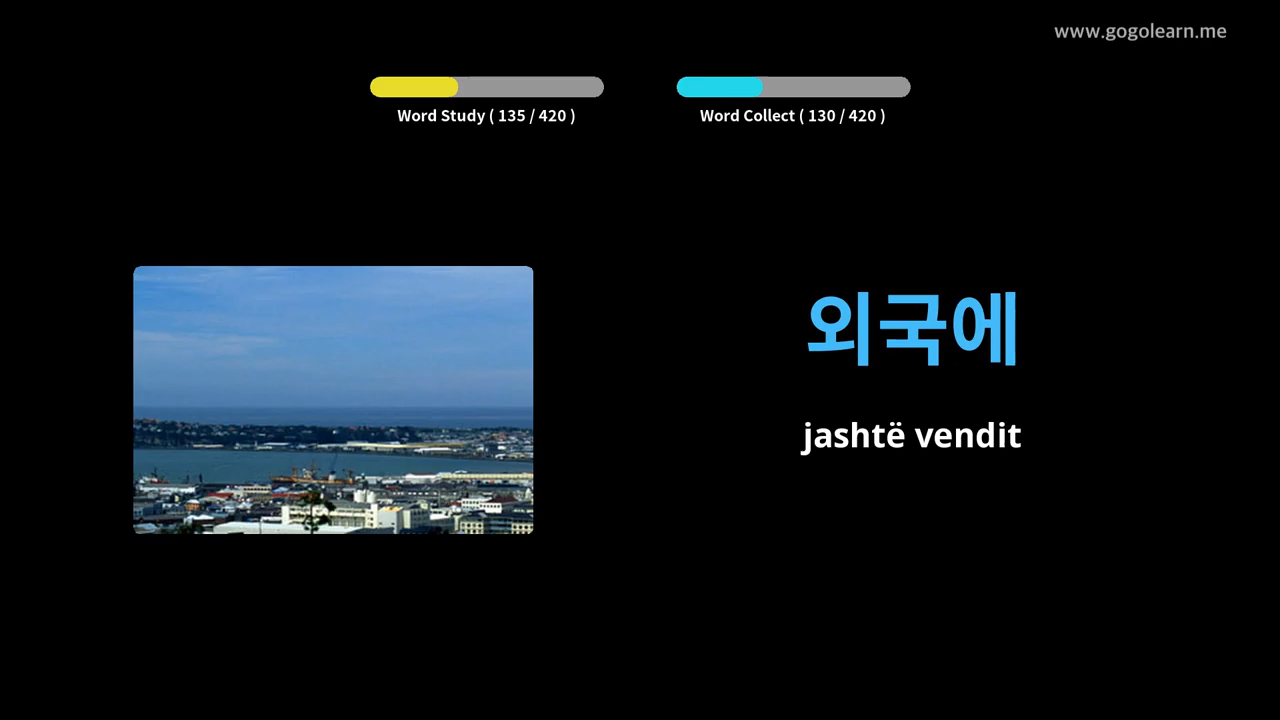 www.gogolearn.me
Word Study ( 135 / 420 )
Word Collect ( 130 / 420 )
외국에
jashtë vendit